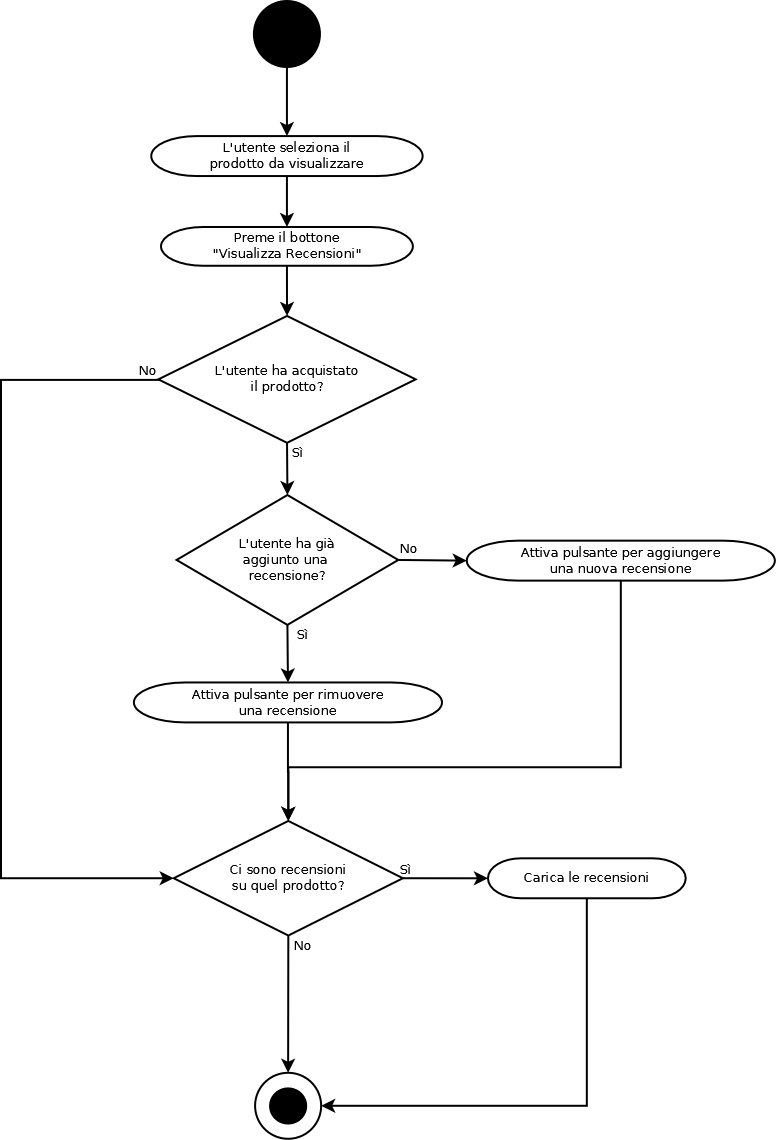 L'utente seleziona il
prodotto da visualizzare
Preme il bottone
"Visualizza Recensioni"
No
L'utente ha acquistato
il prodotto?
Sì
L'utente ha già
aggiunto una
recensione?
No
Attiva pulsante per aggiungere
una nuova recensione
Sì
Attiva pulsante per rimuovere
una recensione
Ci sono recensioni
su quel prodotto?
Sì
Carica le recensioni
No